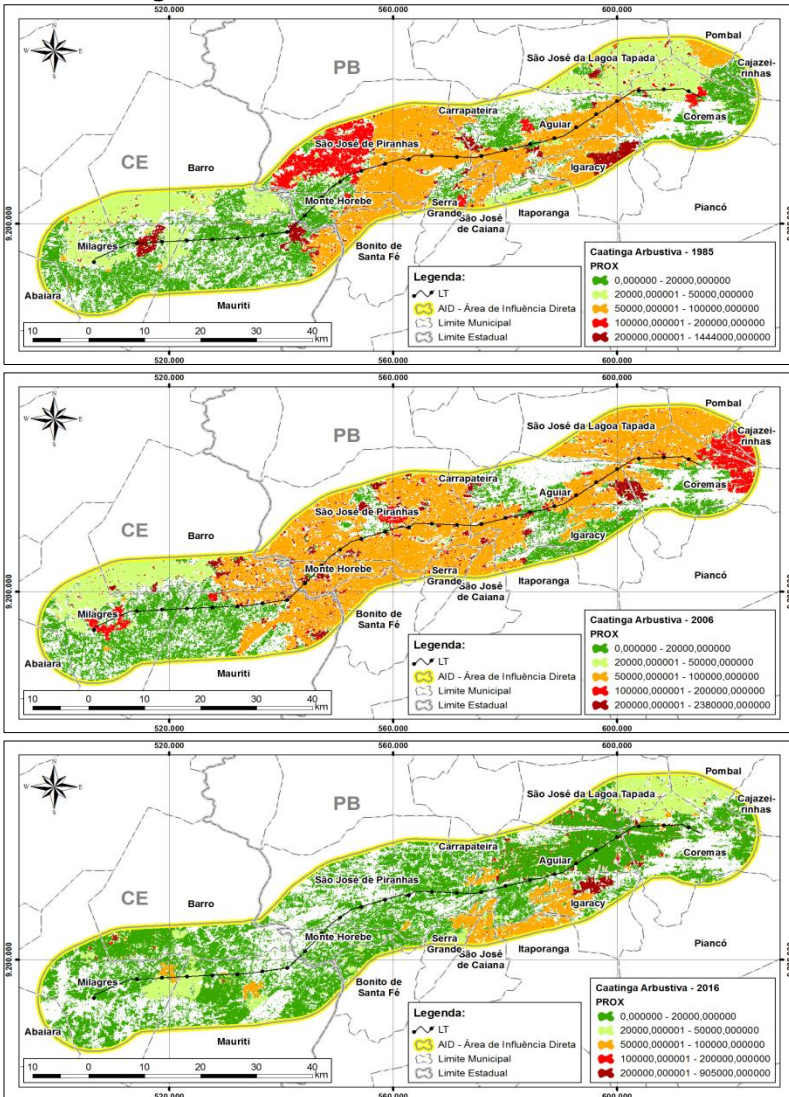 520.000 560.000 600.000
N
W E
S
PB
CE
Pombal
São José da Lagoa Tapada
Cajazei-
rinhas
Carrapateira
Coremas
Aguiar
São José de Piranhas
Barro
Igaracy
Monte Horebe
Serra
Grande
São José
de Caiana
Itaporanga
Piancó
9.200.000
Milagres
Bonito de
Santa Fé
Abaiara
Mauriti
Legenda:
LT
AID - Área de Influência Direta
Limite Municipal
Limite Estadual
Caatinga Arbustiva - 1985
PROX
0,000000 - 20000,000000
20000,000001 - 50000,000000
50000,000001 - 100000,000000
100000,000001 - 200000,000000
200000,000001 - 1444000,000000
10 0 10 20 30 40
km
520.000 560.000 600.000
520.000 560.000 600.000
N
W E
S
PB
CE
Pombal
São José da Lagoa Tapada
Cajazei-
rinhas
Carrapateira
Coremas
Aguiar
São José de Piranhas
Barro
Igaracy
Monte Horebe
Serra
Grande
São José
de Caiana
Itaporanga
Piancó
9.200.000
Milagres
Bonito de
Santa Fé
Abaiara
Mauriti
Legenda:
LT
AID - Área de Influência Direta
Limite Municipal
Limite Estadual
Caatinga Arbustiva - 2006
PROX
0,000000 - 20000,000000
20000,000001 - 50000,000000
50000,000001 - 100000,000000
100000,000001 - 200000,000000
200000,000001 - 2380000,000000
10 0 10 20 30 40
km
520.000 560.000 600.000
520.000 560.000 600.000
N
W E
S
PB
CE
Pombal
São José da Lagoa Tapada
Cajazei-
rinhas
Carrapateira
Coremas
Aguiar
São José de Piranhas
Barro
Igaracy
Monte Horebe
Serra
Grande
São José
de Caiana
Itaporanga
Piancó
9.200.000
Milagres
Bonito de
Santa Fé
Abaiara
Mauriti
Legenda:
LT
AID - Área de Influência Direta
Limite Municipal
Limite Estadual
Caatinga Arbustiva - 2016
PROX
0,000000 - 20000,000000
20000,000001 - 50000,000000
50000,000001 - 100000,000000
100000,000001 - 200000,000000
200000,000001 - 905000,000000
10 0 10 20 30 40
km
520.000 560.000 600.000